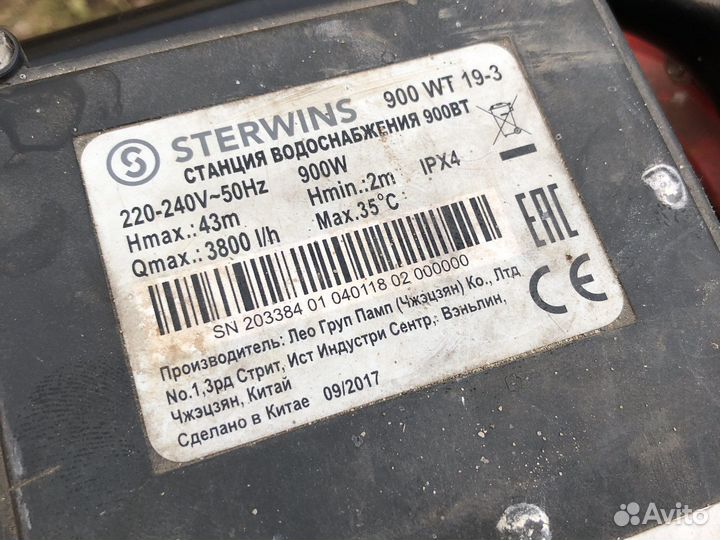 STERWINS 900 WT 19-3
СТАНЦИЯ ВОДОСНАБЖЕНИЯ 900ВТ
220-240V~50Hz 900W IPX4
Hmax.: 43m Hmin.: 2m
Qmax.: 3800 l/h Max.35°C
SN 203384 01 040118 02 000000
Производитель: Лео Груп Памп (Чжэцзян) Ко., Лтд
No.1,3рд Стрит, Ист Индустри Сентр, Вэньлин,
Чжэцзян, Китай
Сделано в Китае 09/2017
EAC
CE
Avito